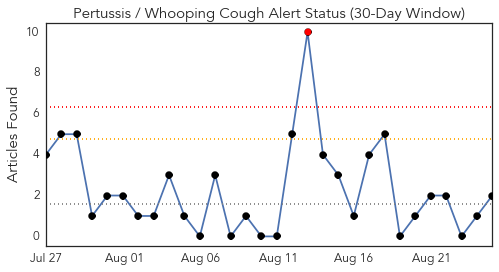 Pertussis / Whooping Cough Alert Status (30-Day Window)
Articles Found
10
8
6
4
2
0
Jul 27 Aug 01 Aug 06 Aug 11 Aug 16 Aug 21